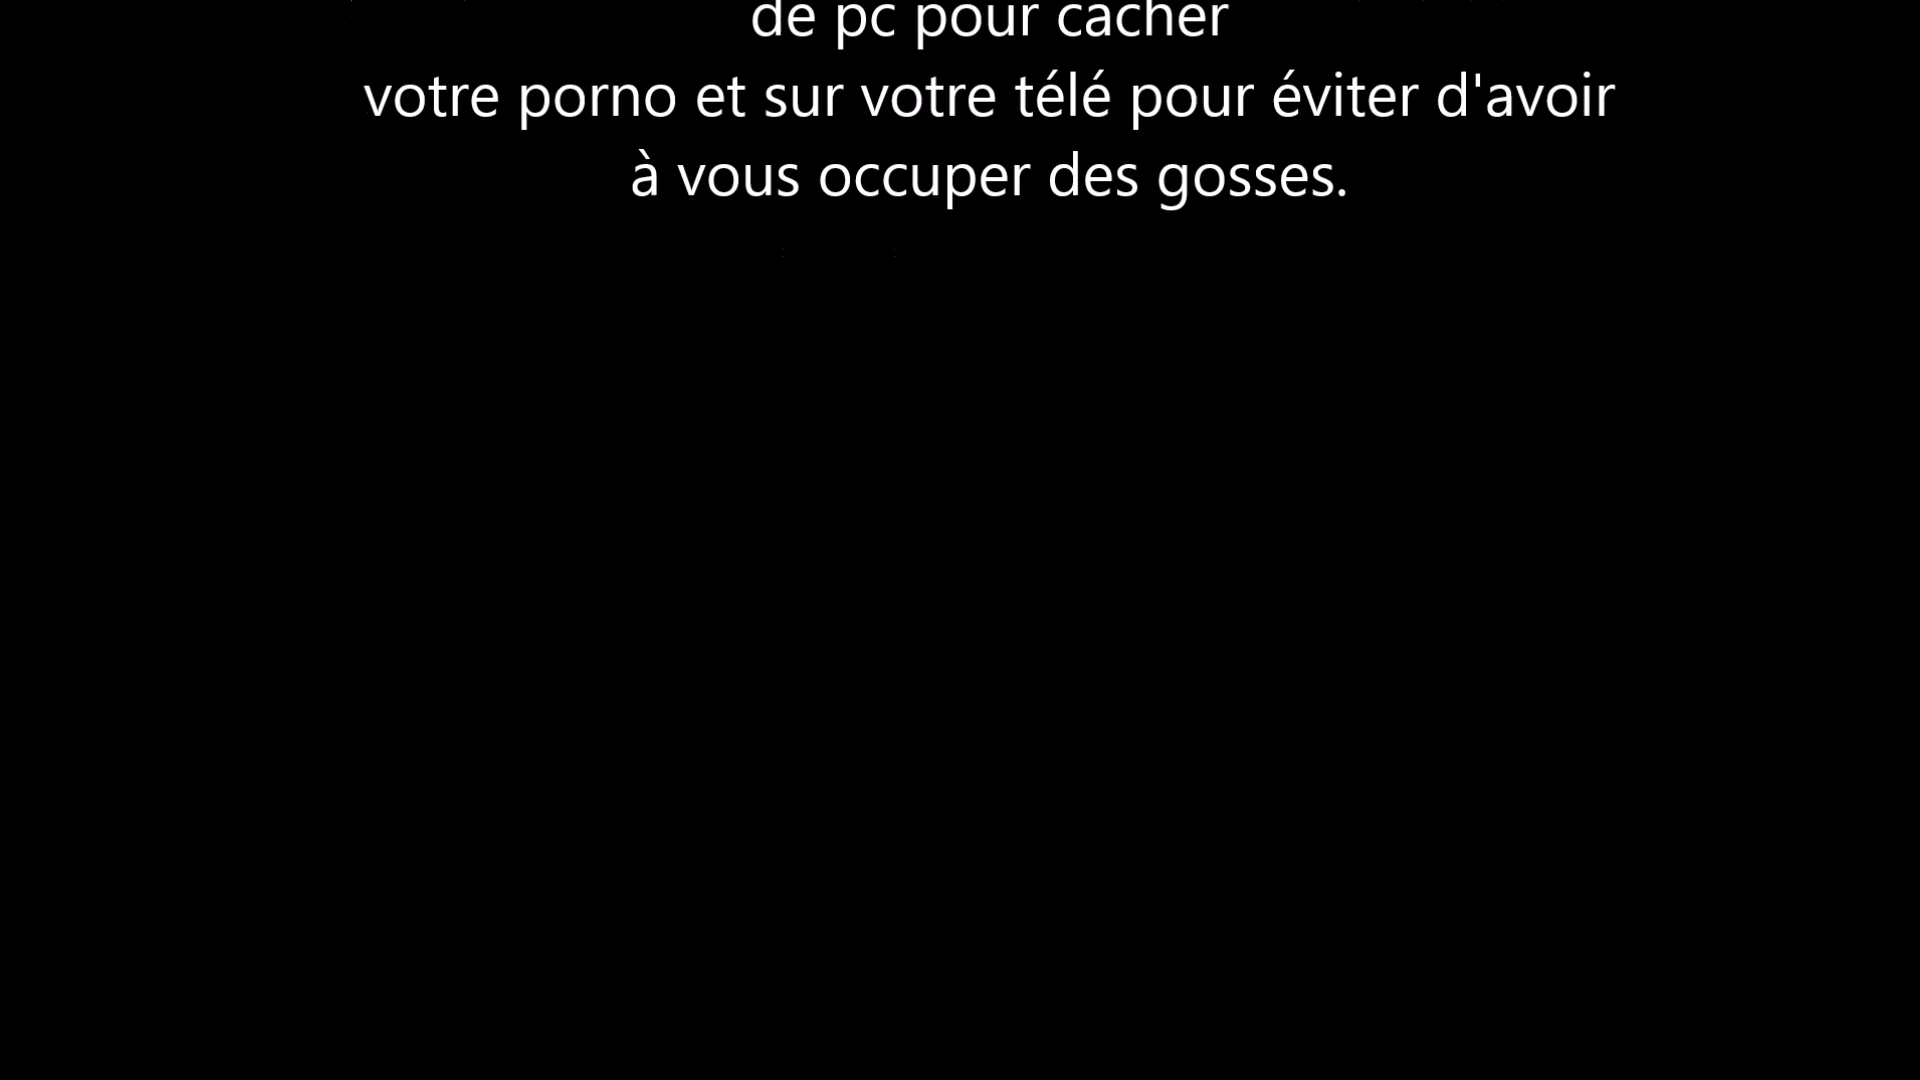 de pc pour cacher
votre porno et sur votre télé pour éviter d'avoir
à vous occuper des gosses.